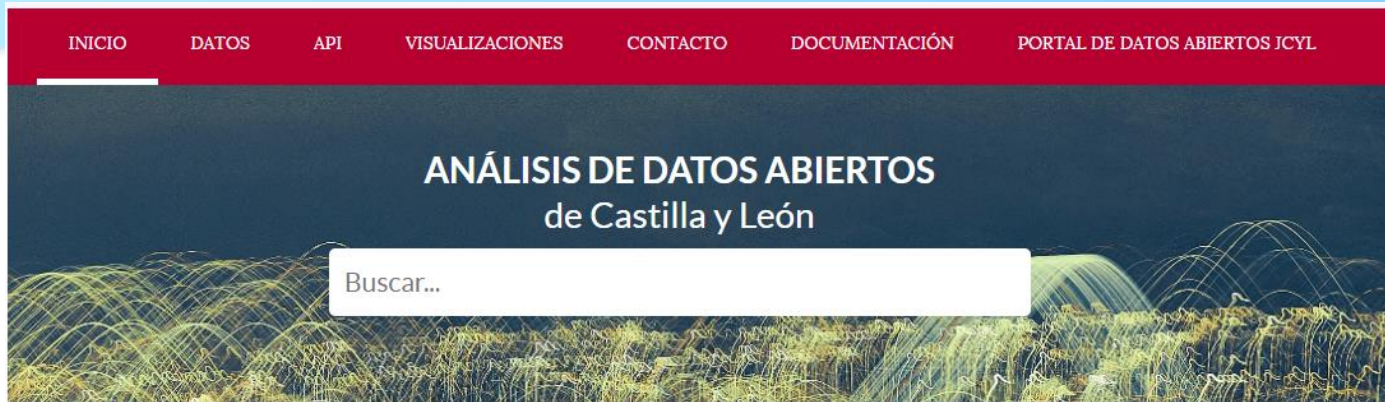 INICIO DATOS API VISUALIZACIONES CONTACTO DOCUMENTACIÓN PORTAL DE DATOS ABIERTOS JCYL
ANÁLISIS DE DATOS ABIERTOS
de Castilla y León
Buscar...